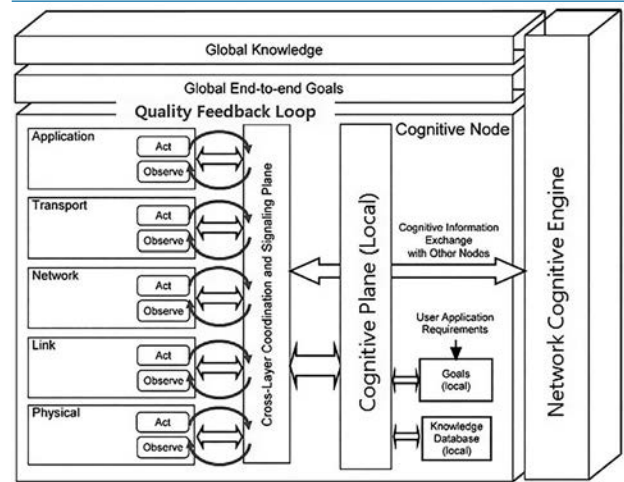 Global Knowledge
Global End-to-end Goals
Quality Feedback Loop
Cognitive Node
Application
Act
Observe
Transport
Act
Observe
Network
Act
Observe
Link
Act
Observe
Physical
Act
Observe
Cross-Layer Coordination and Signaling Plane
Cognitive Plane (Local)
Cognitive Information
Exchange
with Other Nodes
User Application
Requirements
Goals
(local)
Knowledge
Database
(local)
Network Cognitive Engine